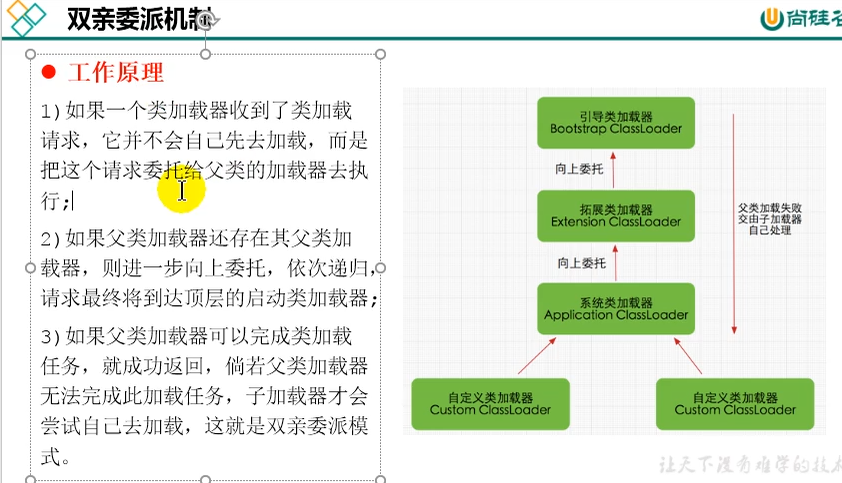 双亲委派机制
尚硅谷
工作原理
1)如果一个类加载器收到了类加载
请求，它并不会自己先去加载，而是
把这个请求委托给父类的加载器去执
行;
2)如果父类加载器还存在其父类加
载器，则进一步向上委托，依次递归，
请求最终将到达顶层的启动类加载器;
3)如果父类加载器可以完成类加载
任务，就成功返回，倘若父类加载器
无法完成此加载任务，子加载器才会
尝试自己去加载，这就是双亲委派模
式。
引导类加载器
Bootstrap ClassLoader
向上委托
拓展类加载器
Extension ClassLoader
向上委托
系统类加载器
Application ClassLoader
自定义类加载器
Custom ClassLoader
自定义类加载器
Custom ClassLoader
父类加载失败
交由子加载器
自己处理
让天下没有难学的技术